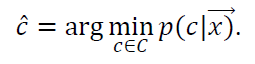 ĉ = arg min p(c|x⃗).
c∈C